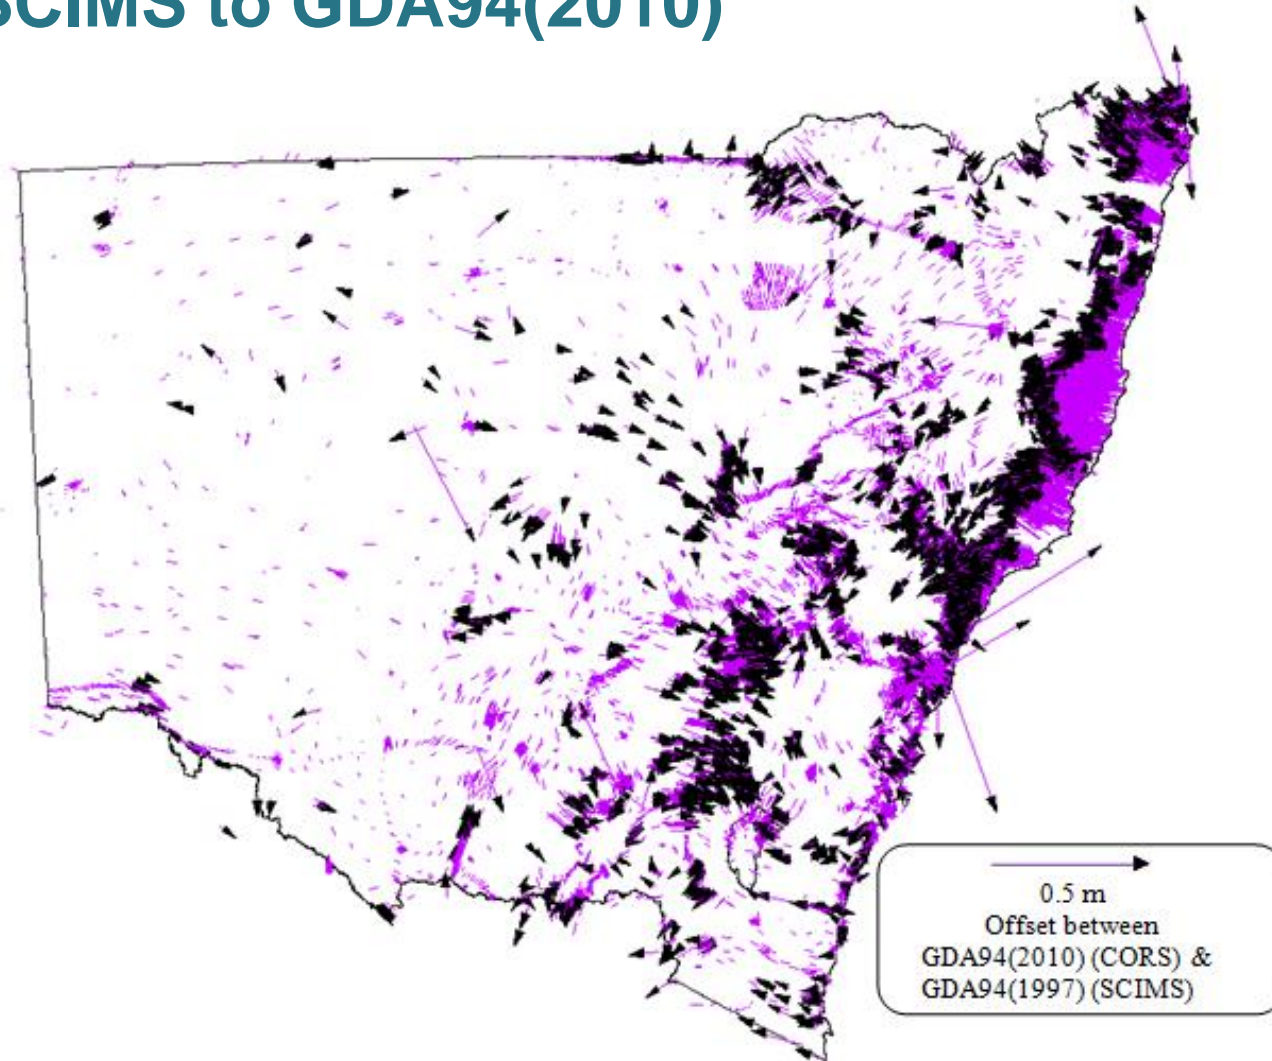 SCIMS to GDA94(2010)
0.5 m
Offset between
GDA94(2010) (CORS) &
GDA94(1997) (SCIMS)